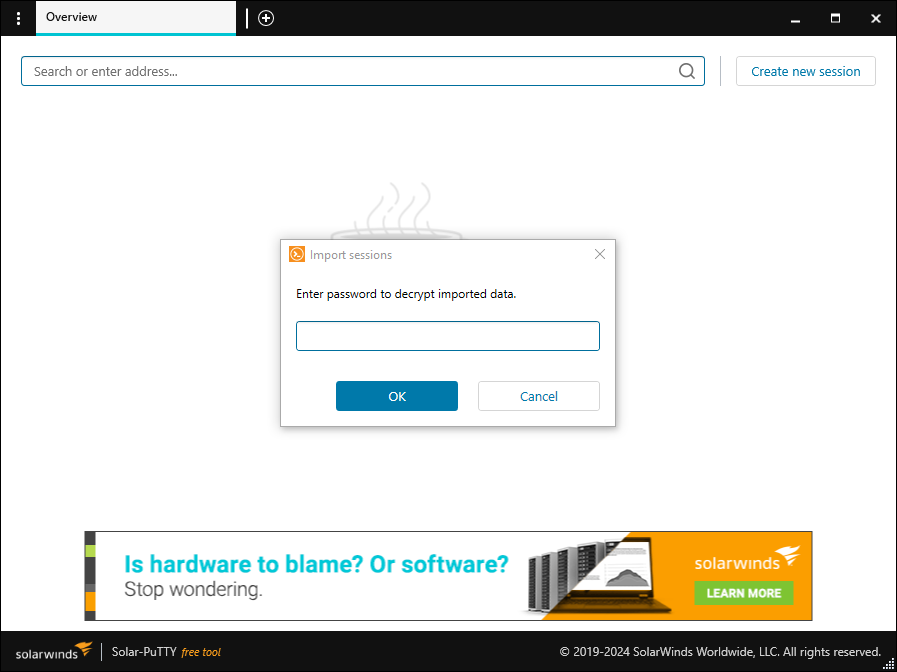 Overview
Search or enter address...
Create new session
Import sessions
Enter password to decrypt imported data.
OK
Cancel
Is hardware to blame? Or software?
Stop wondering.
solarwinds
LEARN MORE
solarwinds
Solar-PuTTY free tool
© 2019-2024 SolarWinds Worldwide, LLC. All rights reserved.